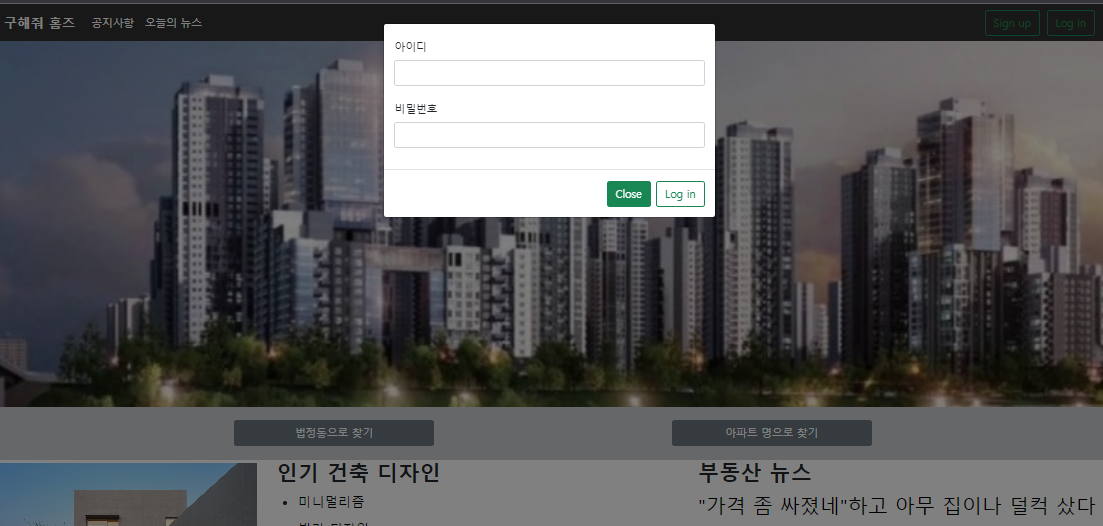 구해줘 홈즈 공지사항 오늘의 뉴스 Sign up Log in
아이디
비밀번호
Close Log in
법정동으로 찾기 아파트 명으로 찾기
인기 건축 디자인
미니멀리즘
부동산 뉴스
"가격 좀 싸졌네"하고 아무 집이나 덜컥 샀다